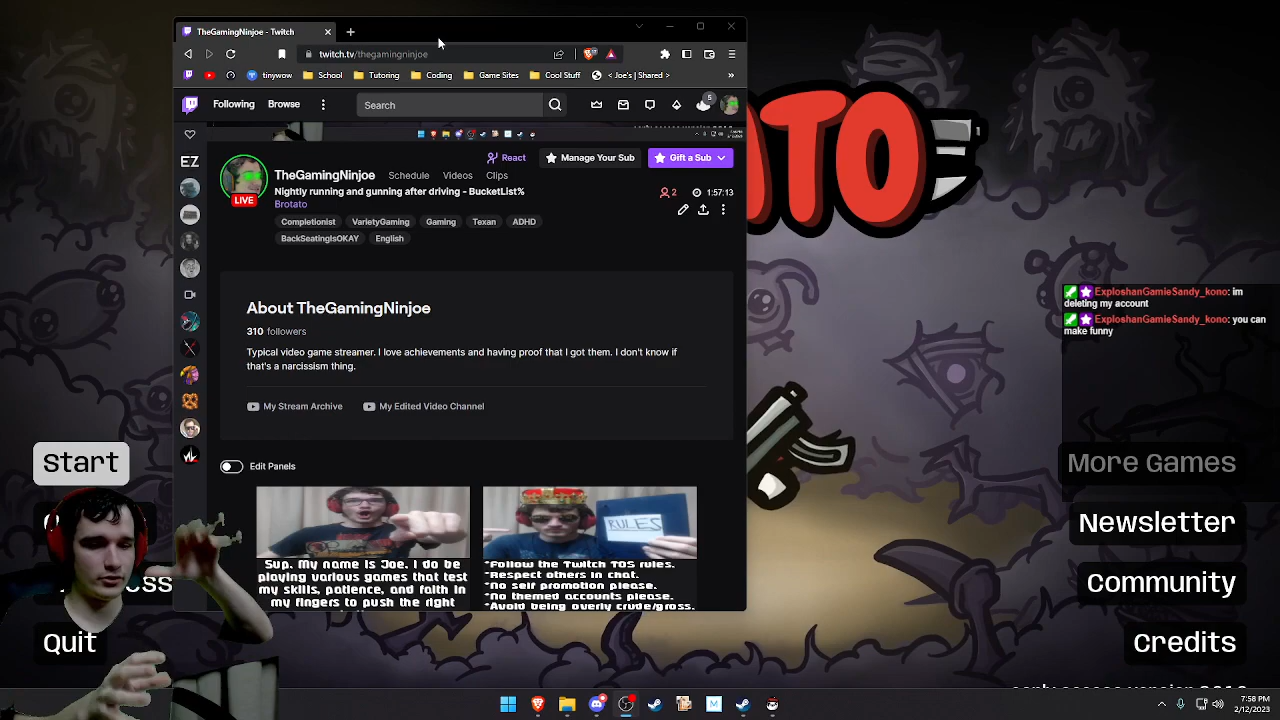 TheGamingNinjoe - Twitch
twitch.tv/thegamingninjoe
tinywow School Tutoring Coding Game Sites Cool Stuff < Joe's | Shared > »
Following Browse Search 5
EZ
TheGamingNinjoe Schedule Videos Clips
React Manage Your Sub Gift a Sub
Nightly running and gunning after driving - BucketList%
Brotato
2 1:57:13
LIVE
Completionist VarietyGaming Gaming Texan ADHD
BackSeatingIsOKAY English
About TheGamingNinjoe
310 followers
Typical video game streamer. I love achievements and having proof that I got them. I don't know if
that's a narcissism thing.
My Stream Archive My Edited Video Channel
Edit Panels
RULES
Sup. My name is Joe. I do be
playing various games that test
my skills, patience, and faith in
my fingers to push the right
*Follow the Twitch TOS rules.
*Respect others in chat.
*No self promotion please.
*No themed accounts please.
*Avoid being overly crude/gross.
ATO
ExploshanGamieSandy_kono: im
deleting my account
ExploshanGamieSandy_kono: you can
make funny
Start
Quit
More Games
Newsletter
Community
Credits
7:58 PM
2/12/2023